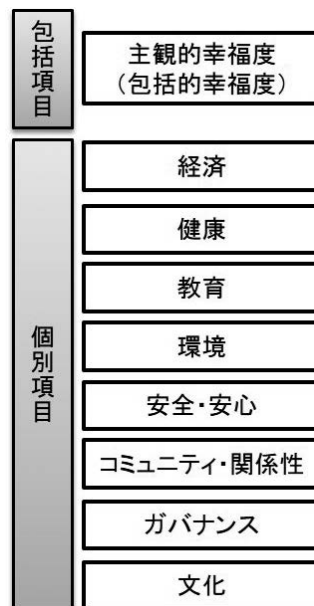 包括項目
主観的幸福度
（包括的幸福度）
個別項目
経済
健康
教育
環境
安全・安心
コミュニティ・関係性
ガバナンス
文化